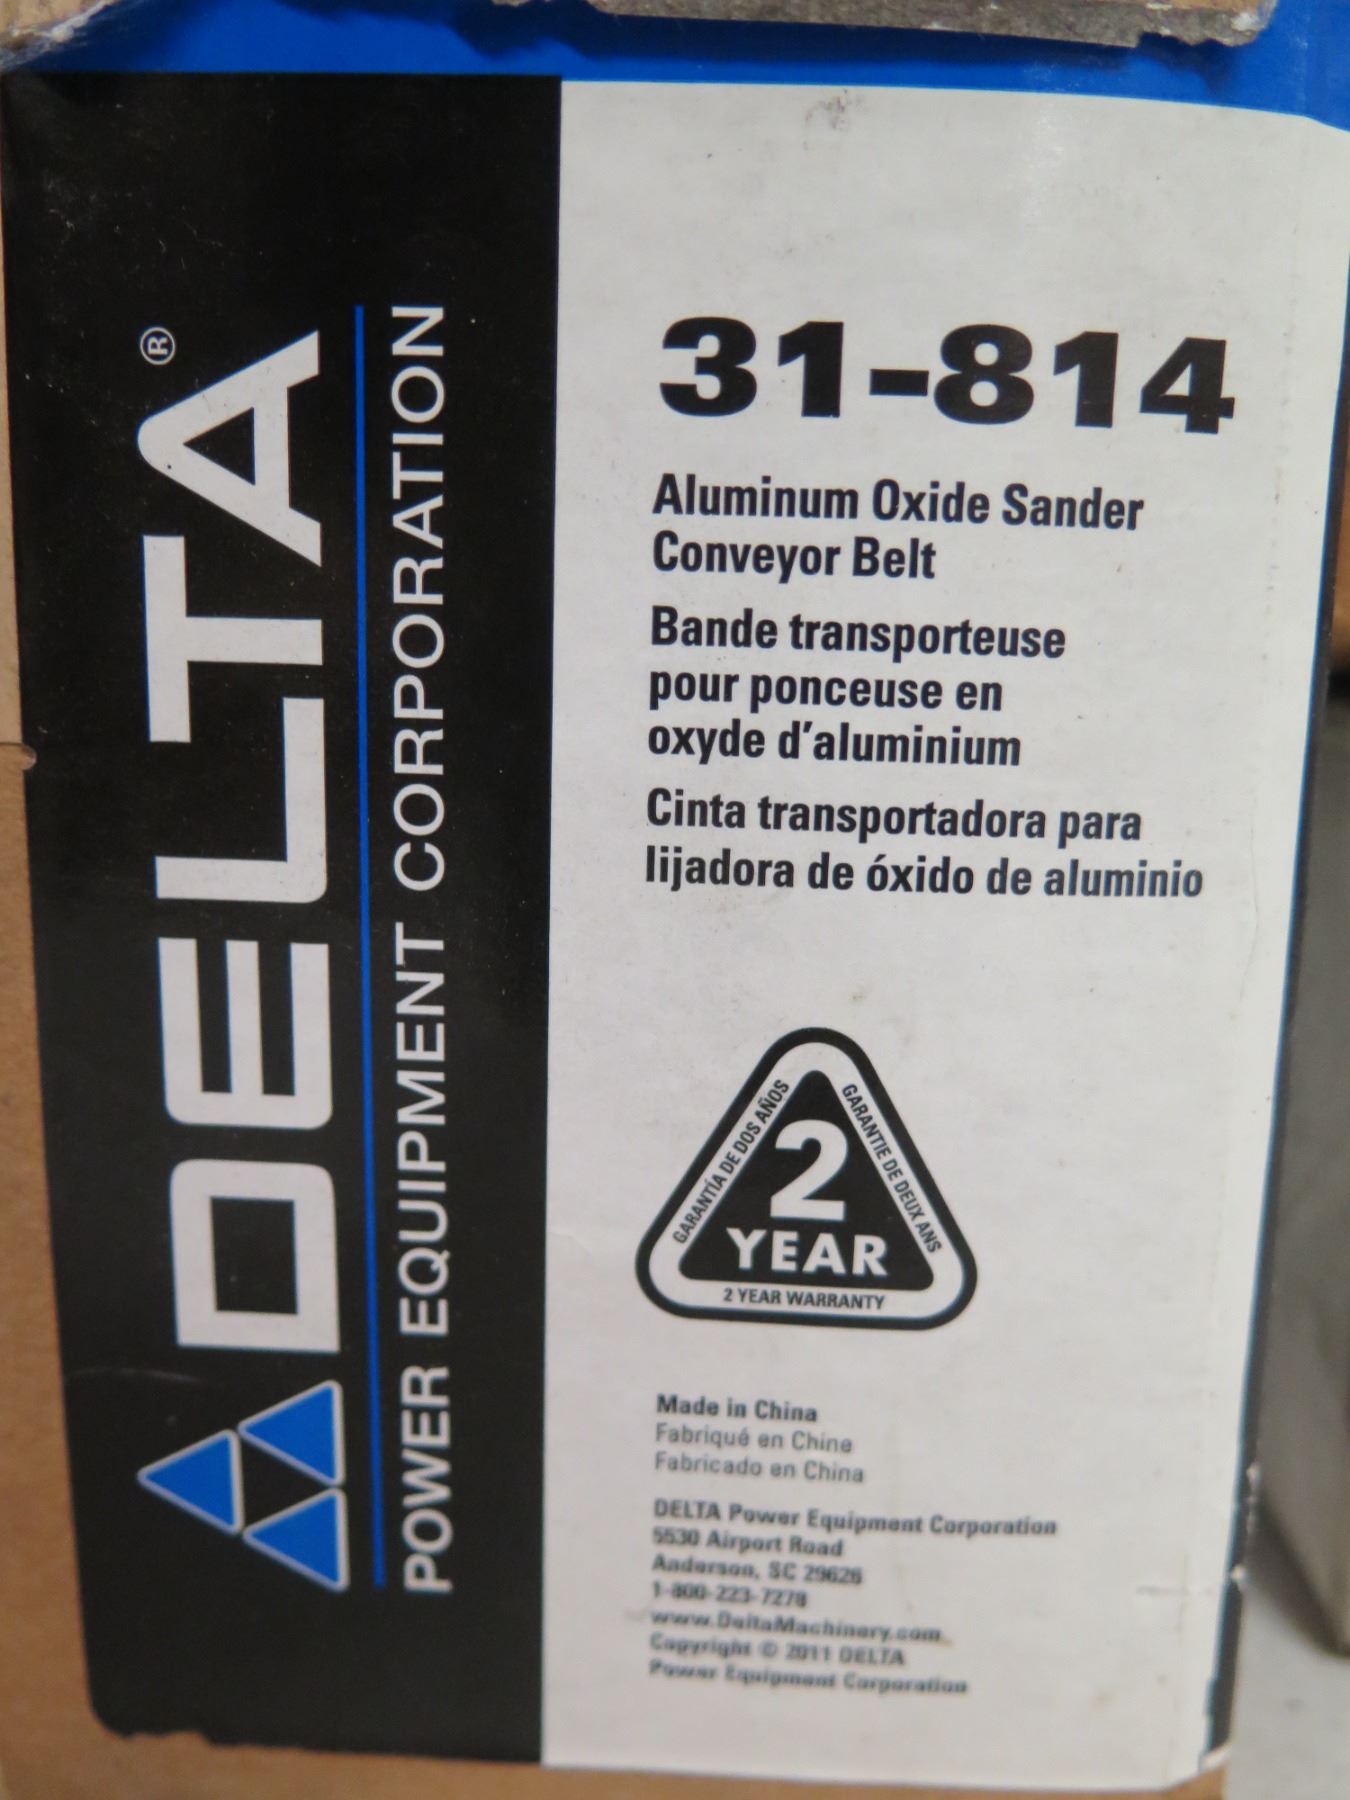 DELTA®
POWER EQUIPMENT CORPORATION
31-814
Aluminum Oxide Sander
Conveyor Belt
Bande transporteuse
pour ponceuse en
oxyde d'aluminium
Cinta transportadora para
lijadora de óxido de aluminio
GARANTÍA DE DOS AÑOS
GARANTIE DE DEUX ANS
2
YEAR
2 YEAR WARRANTY
Made in China
Fabriqué en Chine
Fabricado en China
DELTA Power Equipment Corporation
5530 Airport Road
Anderson, SC 29626
1-800-223-7278
www.DeltaMachinery.com
Copyright © 2011 DELTA
Power Equipment Corporation